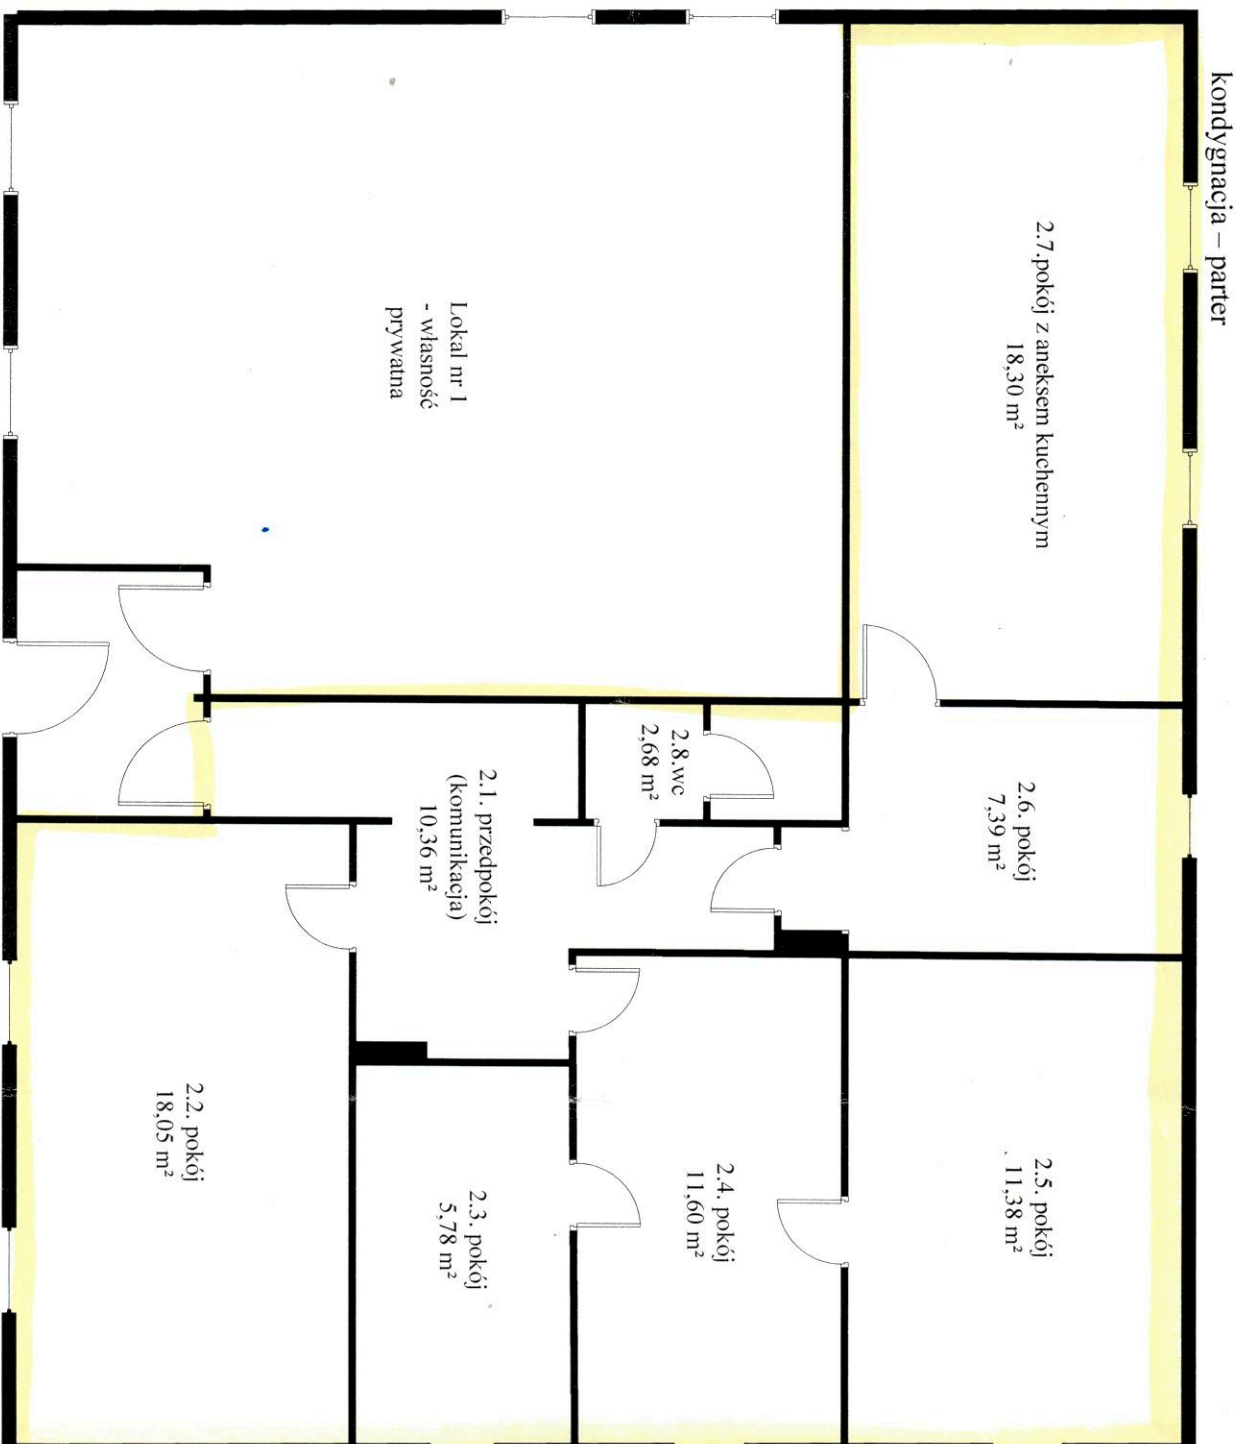 kondygnacja – parter
2.7.pokój z aneksem kuchennym
18,30 m²
2.6. pokój
7,39 m²
2.5. pokój
11,38 m²
Lokal nr 1
- własność
prywatna
2.8.wc
2,68 m²
2.1. przedpokój
(komunikacja)
10,36 m²
2.4. pokój
11,60 m²
2.3. pokój
5,78 m²
2.2. pokój
18,05 m²